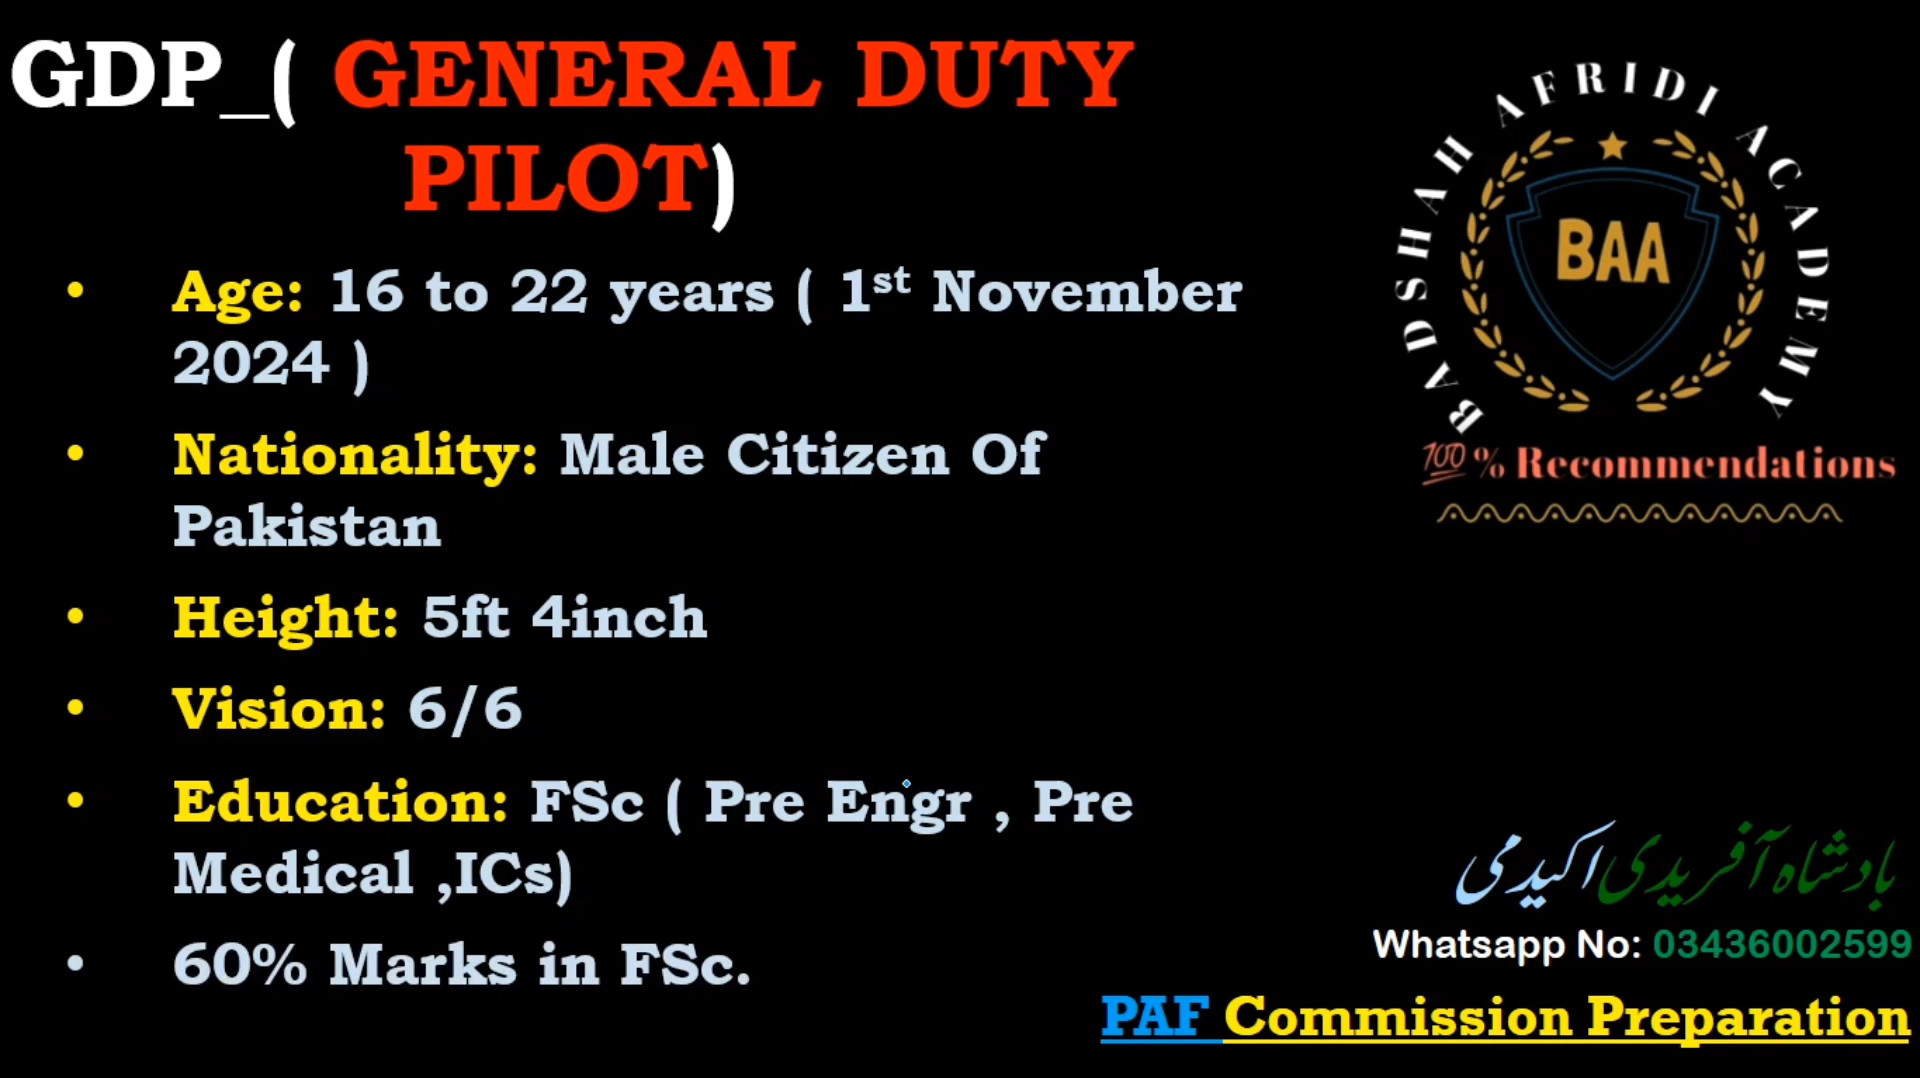 GDP_( GENERAL DUTY
PILOT)
• Age: 16 to 22 years ( 1st November
2024 )
• Nationality: Male Citizen Of
Pakistan
• Height: 5ft 4inch
• Vision: 6/6
• Education: FSc ( Pre Engr , Pre
Medical ,ICs)
• 60% Marks in FSc.
BADSHAH AFRIDI ACADEMY
BAA
💯 % Recommendations
بادشاہ آفریدی اکیڈمی
Whatsapp No: 03436002599
PAF Commission Preparation